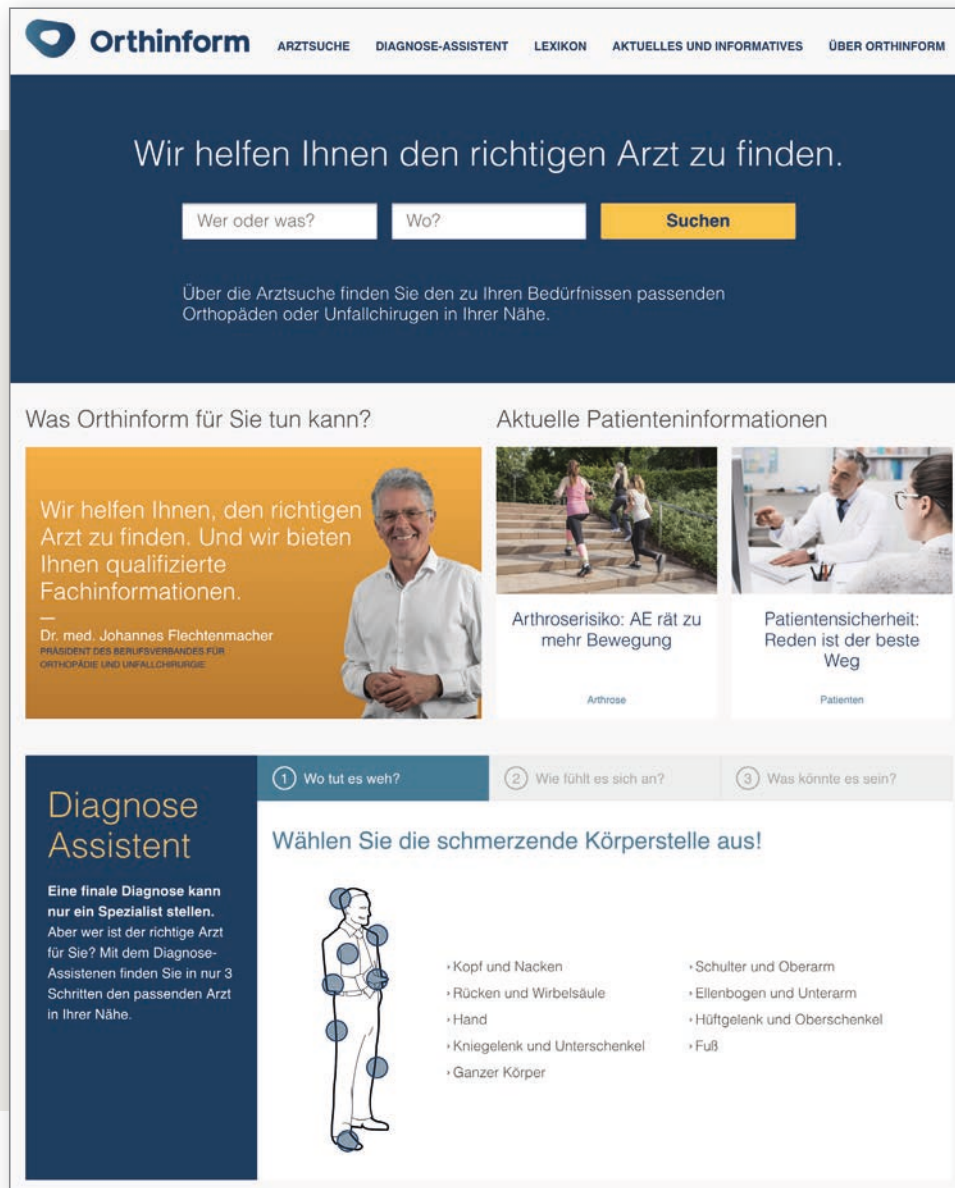 Orthinform
ARZTSUCHE
DIAGNOSE-ASSISTENT
LEXIKON
AKTUELLES UND INFORMATIVES
ÜBER ORTHINFORM
Wir helfen Ihnen den richtigen Arzt zu finden.
Wer oder was?
Wo?
Suchen
Über die Arztsuche finden Sie den zu Ihren Bedürfnissen passenden
Orthopäden oder Unfallchirugen in Ihrer Nähe.
Was Orthinform für Sie tun kann?
Wir helfen Ihnen, den richtigen
Arzt zu finden. Und wir bieten
Ihnen qualifizierte
Fachinformationen.
—
Dr. med. Johannes Flechtenmacher
PRÄSIDENT DES BERUFSVERBANDES FÜR
ORTHOPÄDIE UND UNFALLCHIRURGIE
Aktuelle Patienteninformationen
Arthroserisiko: AE rät zu
mehr Bewegung
Arthrose
Patientensicherheit:
Reden ist der beste
Weg
Patienten
Diagnose
Assistent
Eine finale Diagnose kann
nur ein Spezialist stellen.
Aber wer ist der richtige Arzt
für Sie? Mit dem Diagnose-
Assistenen finden Sie in nur 3
Schritten den passenden Arzt
in Ihrer Nähe.
1 Wo tut es weh?
2 Wie fühlt es sich an?
3 Was könnte es sein?
Wählen Sie die schmerzende Körperstelle aus!
› Kopf und Nacken
› Rücken und Wirbelsäule
› Hand
› Kniegelenk und Unterschenkel
› Ganzer Körper
› Schulter und Oberarm
› Ellenbogen und Unterarm
› Hüftgelenk und Oberschenkel
› Fuß